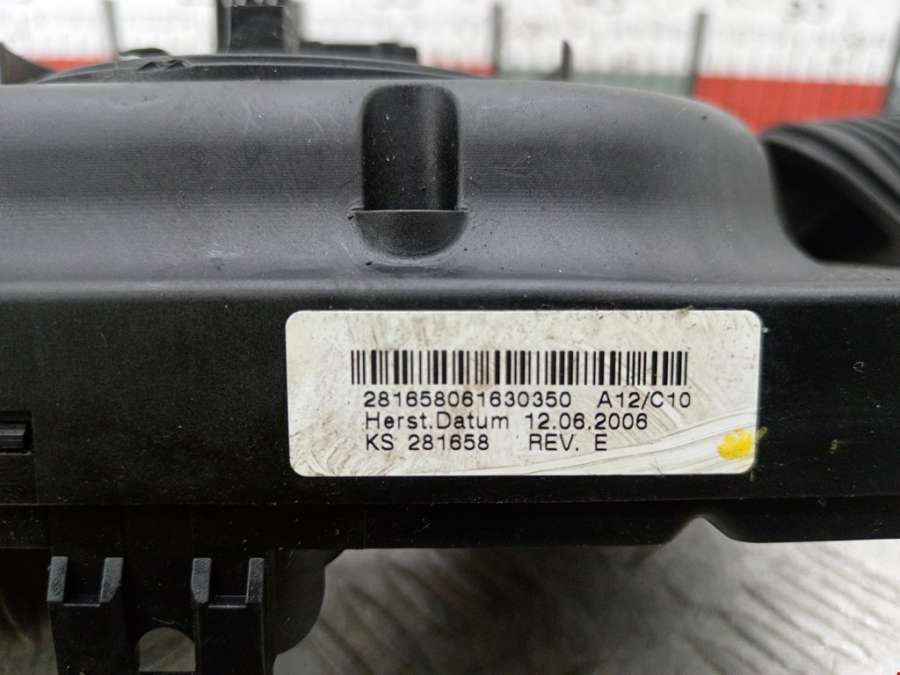 281658061630350 A12/C10
Herst.Datum 12.06.2006
KS 281658 REV. E